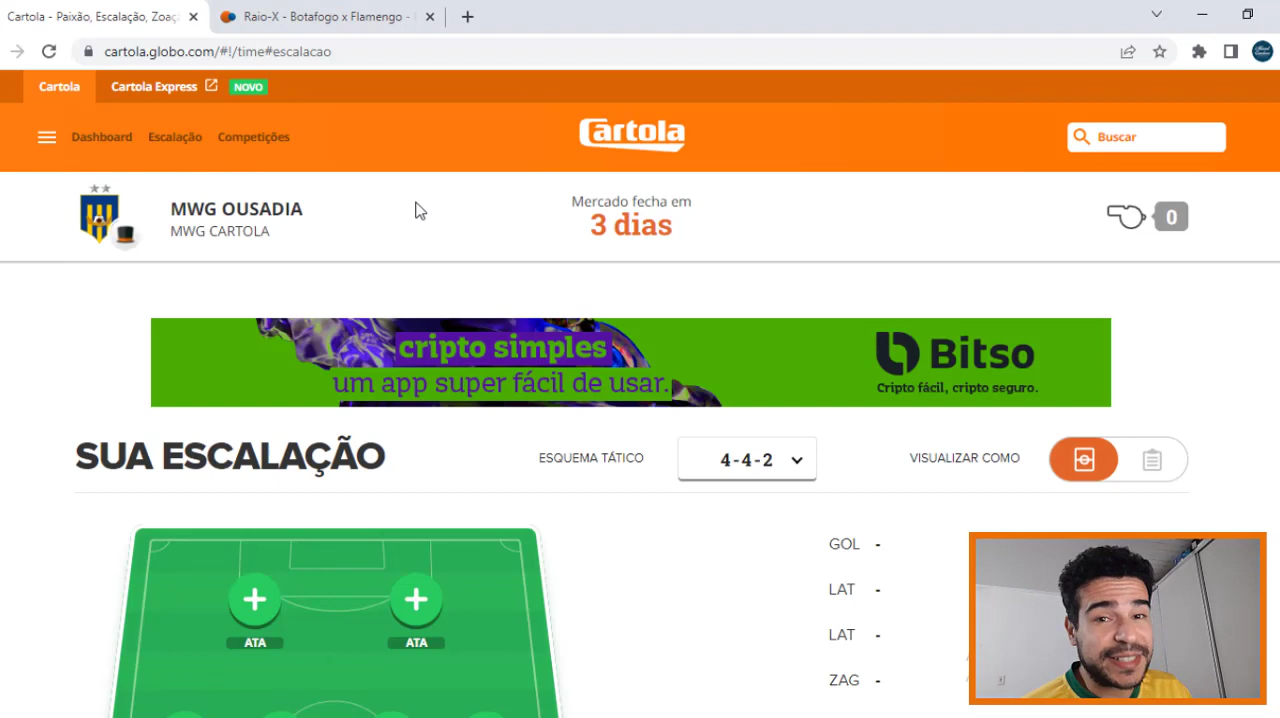 Cartola - Paixão, Escalação, Zoaç
Raio-X - Botafogo x Flamengo -
cartola.globo.com/#!/time#escalacao
Cartola
Cartola Express
NOVO
Dashboard
Escalação
Competições
Cartola
Buscar
MWG OUSADIA
MWG CARTOLA
Mercado fecha em
3 dias
0
cripto simples
um app super fácil de usar.
Bitso
Cripto fácil, cripto seguro.
SUA ESCALAÇÃO
ESQUEMA TÁTICO
4-4-2
VISUALIZAR COMO
ATA
ATA
GOL -
LAT -
LAT -
ZAG -